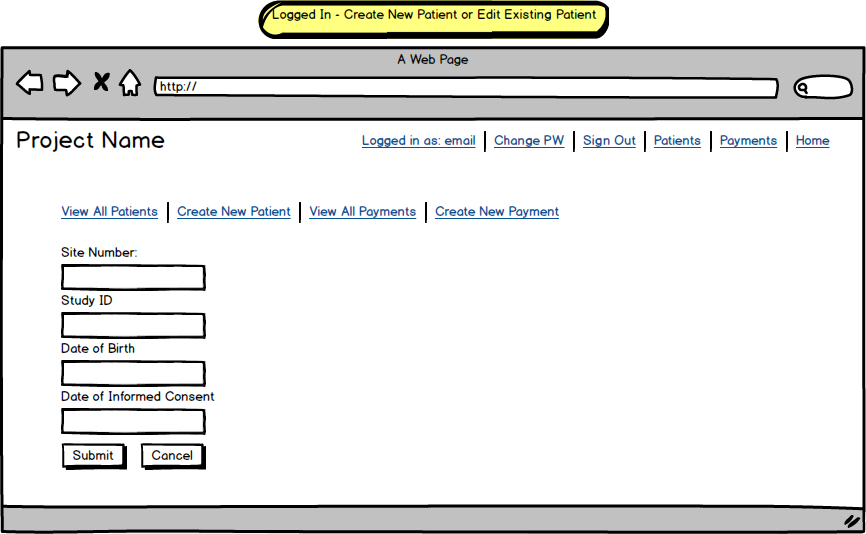 Logged In - Create New Patient or Edit Existing Patient
A Web Page
http://
Project Name
Logged in as: email Change PW Sign Out Patients Payments Home
View All Patients Create New Patient View All Payments Create New Payment
Site Number:
Study ID
Date of Birth
Date of Informed Consent
Submit Cancel